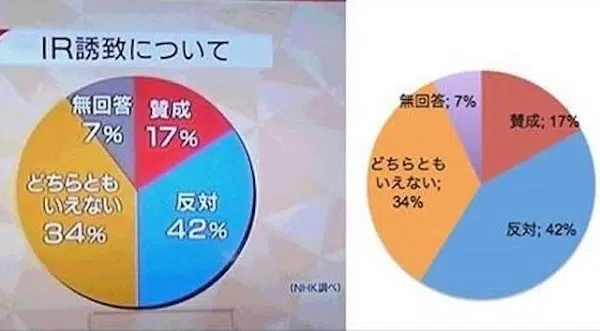 IR誘致について
無回答
7%
賛成
17%
どちらとも
いえない
34%
反対
42%
(NHK調べ)
無回答; 7%
賛成; 17%
どちらとも
いえない;
34%
反対; 42%